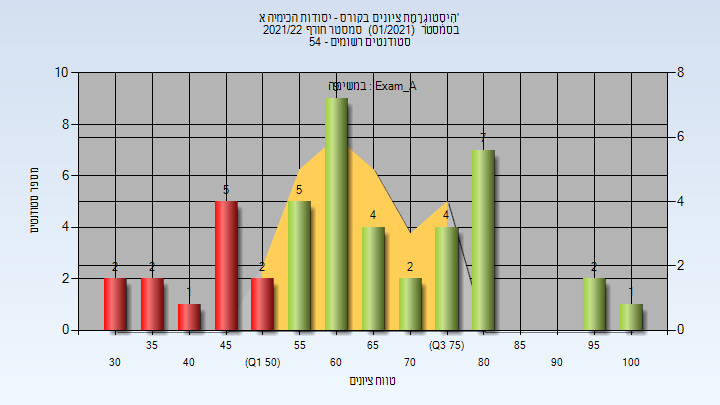 היסטוגרמת ציונים בקורס - יסודות הכימיה א'
בסמסטר (01/2021) סמסטר חורף 2021/22
סטודנטים רשומים - 54
במשימה : Exam_A
10 8
8 6
6 4
4 2
2 0
0
2 2 1 5 2 5 9 4 2 4 7 2 1
מספר סטודנטים
35 45 55 65 (Q3 75) 85 95
30 40 (Q1 50) 60 70 80 90 100
טווח ציונים